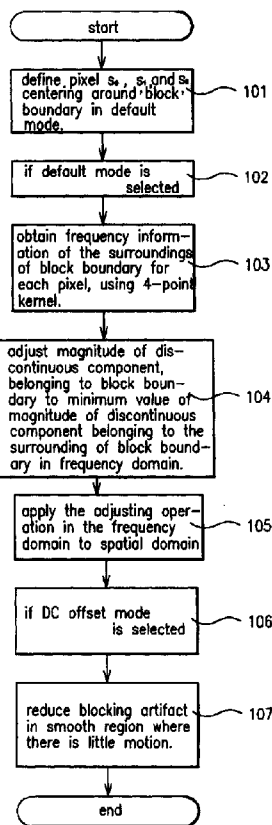 start
define pixel s₀, s₁ and s₂
centering around block
boundary in default
mode.
101
if default mode is
selected
102
obtain frequency inform-
ation of the surroundings
of block boundary for
each pixel, using 4-point
kernel.
103
adjust magnitude of dis-
continuous component,
belonging to block boun-
dary to minimum value of
magnitude of discontinuous
component belonging to the
surrounding of block bound-
ary in frequency domain.
104
apply the adjusting oper-
ation in the frequency
domain to spatial domain
105
if DC offset mode
is selected
106
reduce blocking artifact
in smooth region where
there is little motion.
107
end